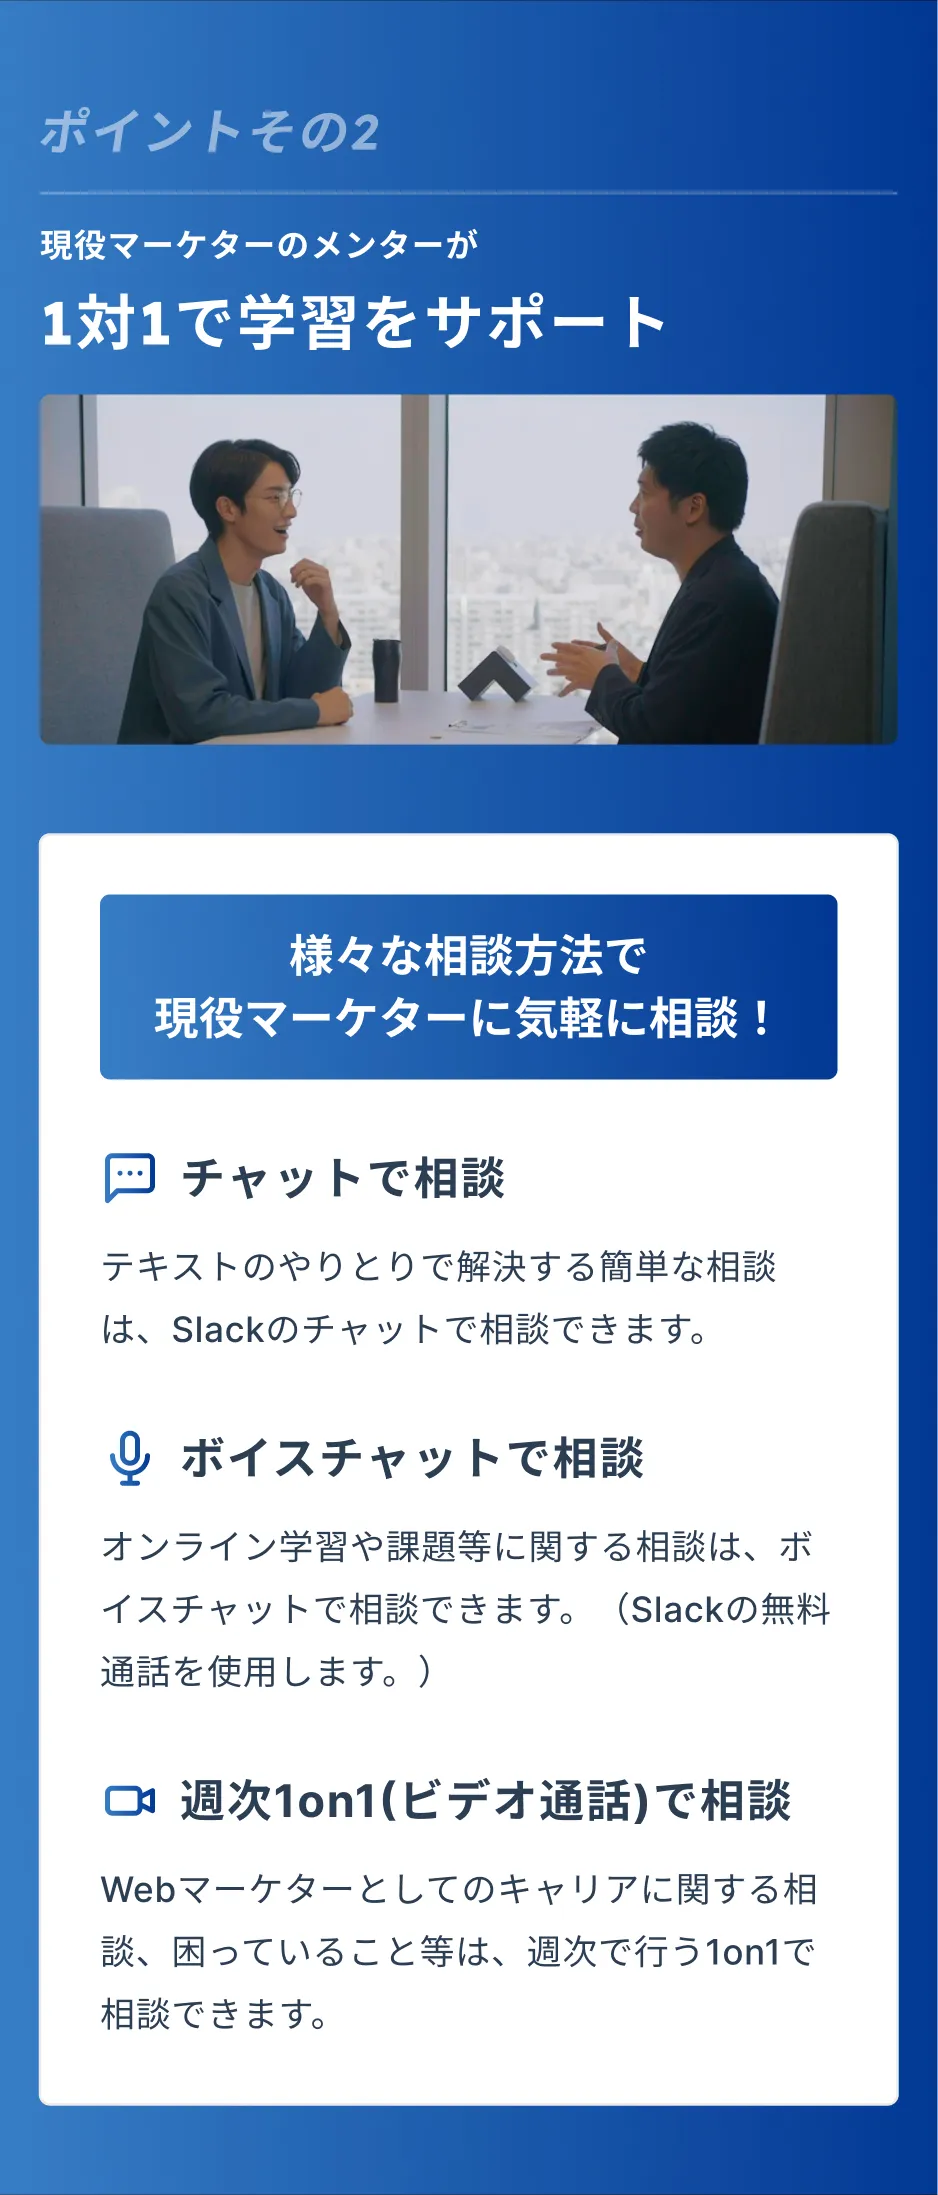 ポイントその2
現役マーケターのメンターが
1対1で学習をサポート
様々な相談方法で
現役マーケターに気軽に相談！
チャットで相談
テキストのやりとりで解決する簡単な相談
は、Slackのチャットで相談できます。
ボイスチャットで相談
オンライン学習や課題等に関する相談は、ボ
イスチャットで相談できます。（Slackの無料
通話を使用します。）
週次1on1(ビデオ通話)で相談
Webマーケターとしてのキャリアに関する相
談、困っていること等は、週次で行う1on1で
相談できます。